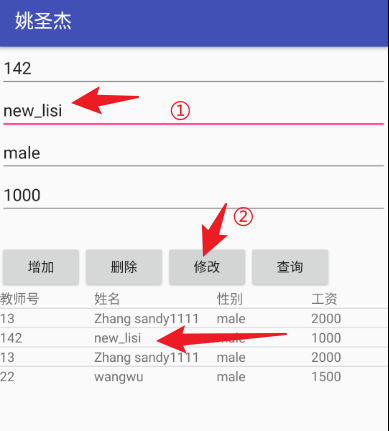 姚圣杰
142
new_lisi
①
male
1000
②
增加 删除 修改 查询
教师号 姓名 性别 工资
13 Zhang sandy1111 male 2000
142 new_lisi male 1000
13 Zhang sandy1111 male 2000
22 wangwu male 1500